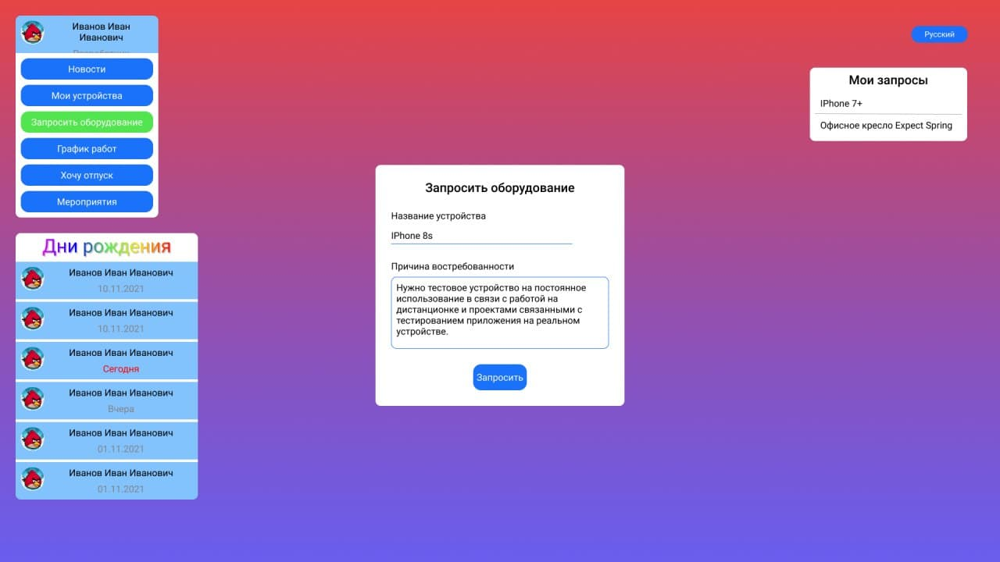 Иванов Иван
Иванович
Разработчик
Новости
Мои устройства
Запросить оборудование
График работ
Хочу отпуск
Мероприятия
Дни рождения
Иванов Иван Иванович
10.11.2021
Иванов Иван Иванович
10.11.2021
Иванов Иван Иванович
Сегодня
Иванов Иван Иванович
Вчера
Иванов Иван Иванович
01.11.2021
Иванов Иван Иванович
01.11.2021
Запросить оборудование
Название устройства
IPhone 8s
Причина востребованности
Нужно тестовое устройство на постоянное
использование в связи с работой на
дистанционке и проектами связанными с
тестированием приложения на реальном
устройстве.
Запросить
Русский
Мои запросы
IPhone 7+
Офисное кресло Expect Spring